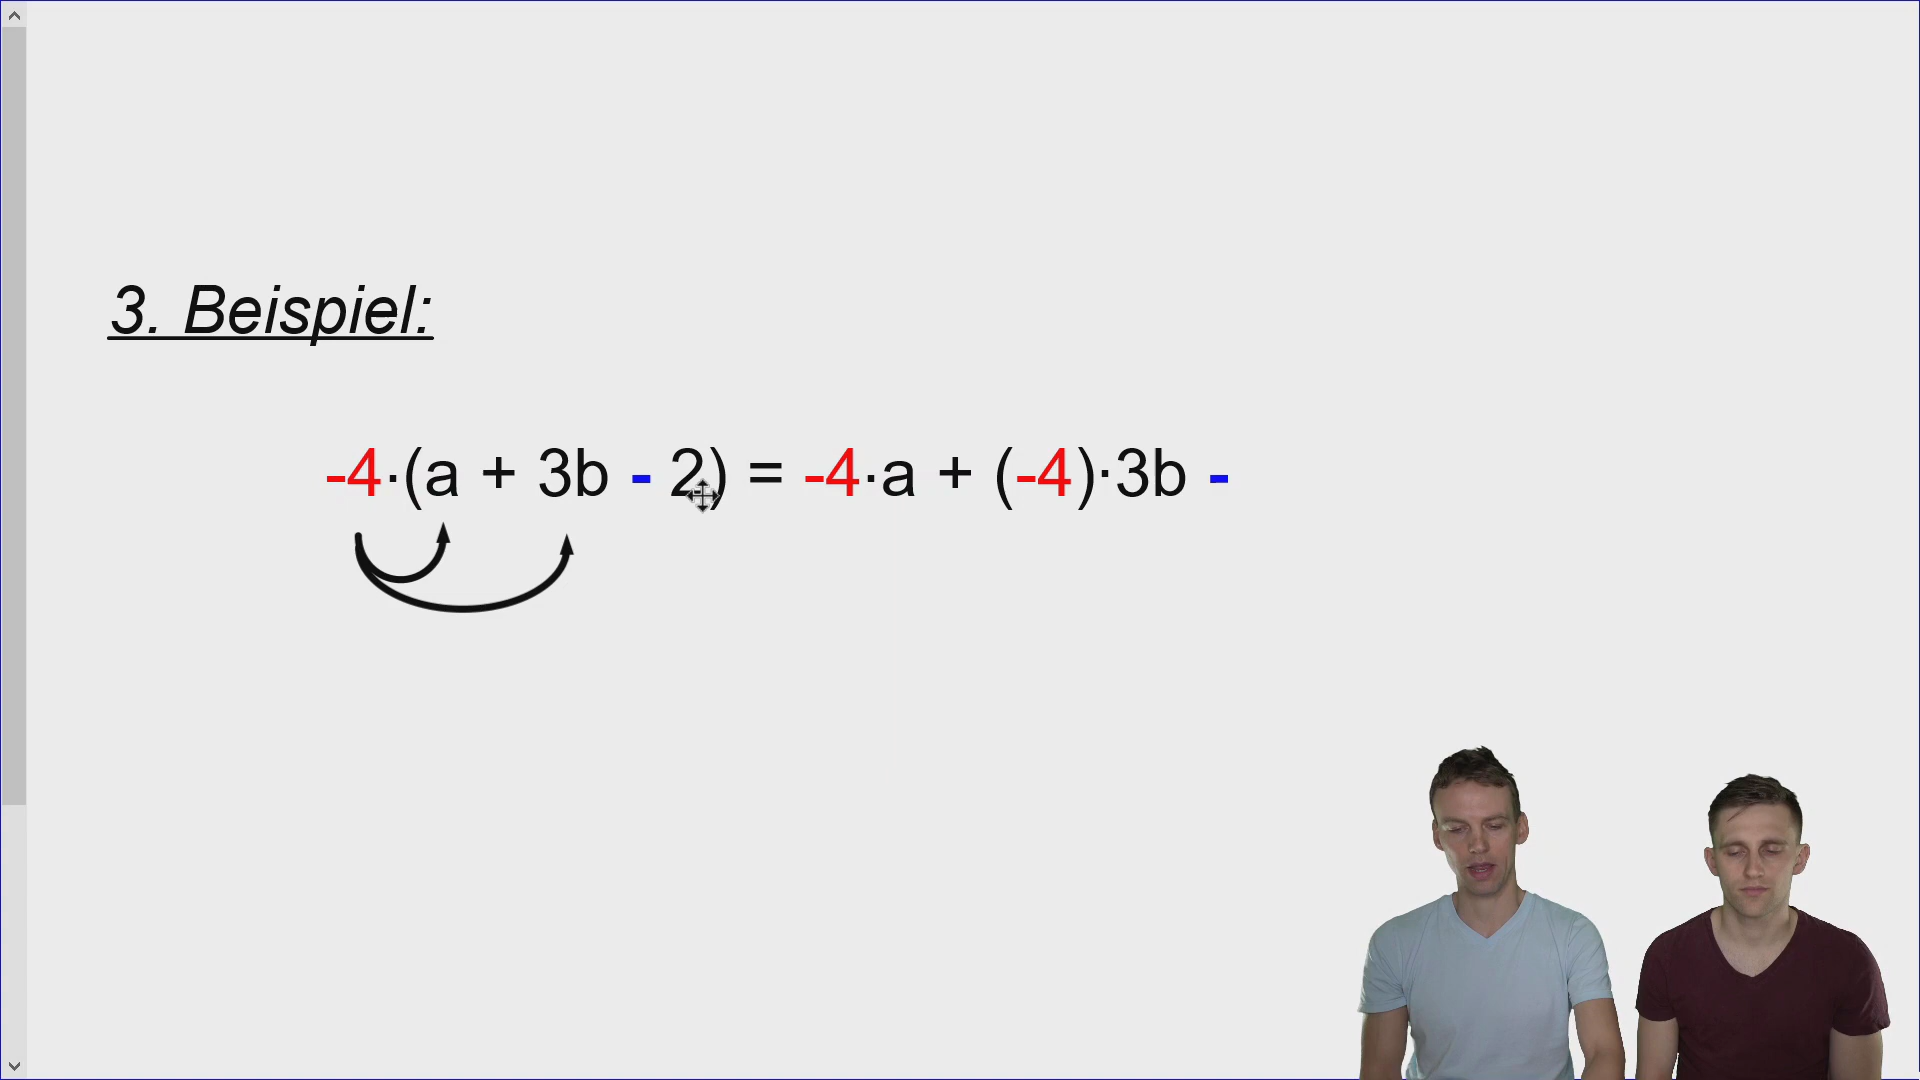 3. Beispiel:
-4·(a + 3b - 2) = -4·a + (-4)·3b -